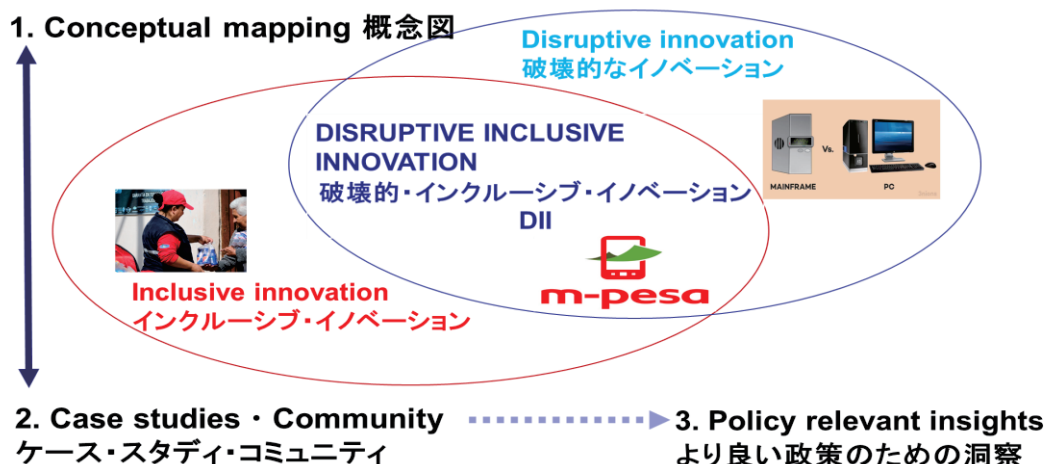 1. Conceptual mapping 概念図
Disruptive innovation
破壊的なイノベーション
DISRUPTIVE INCLUSIVE
INNOVATION
破壊的・インクルーシブ・イノベーション
DII
MAINFRAME
Vs.
PC
m-pesa
Inclusive innovation
インクルーシブ・イノベーション
2. Case studies・Community
ケース・スタディ・コミュニティ
3. Policy relevant insights
より良い政策のための洞察